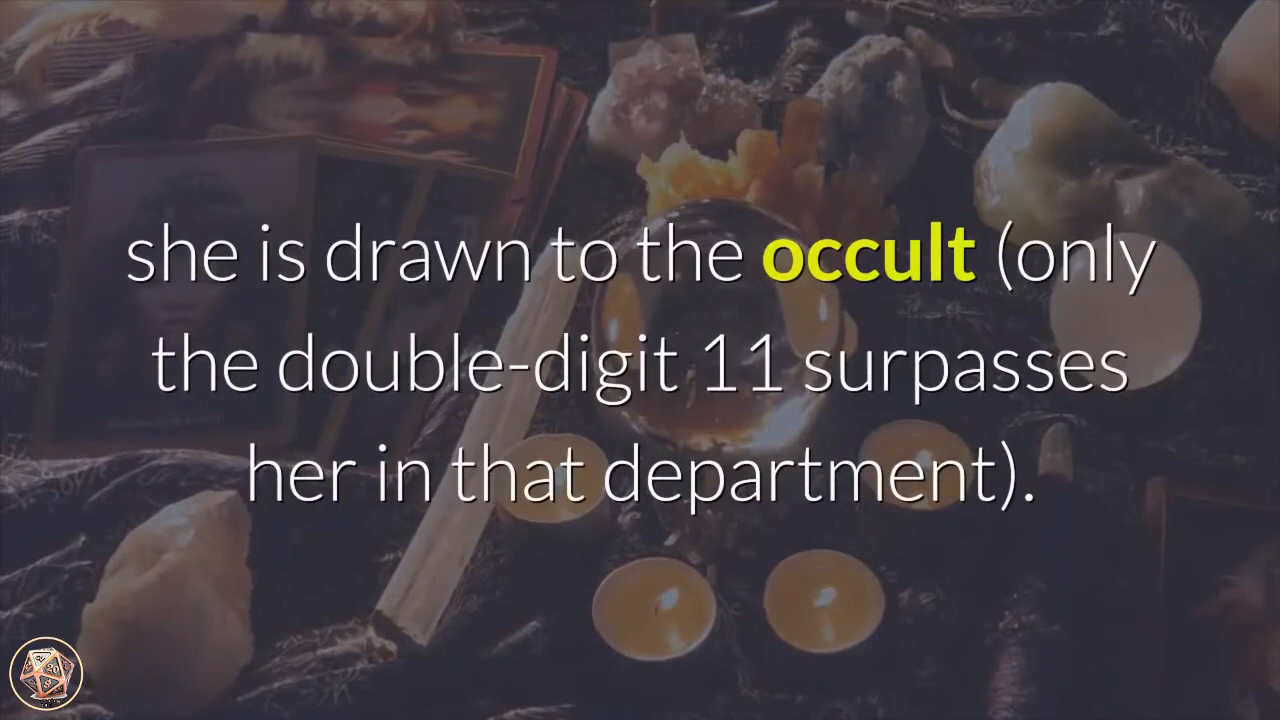 she is drawn to the occult (only
the double-digit 11 surpasses
her in that department).